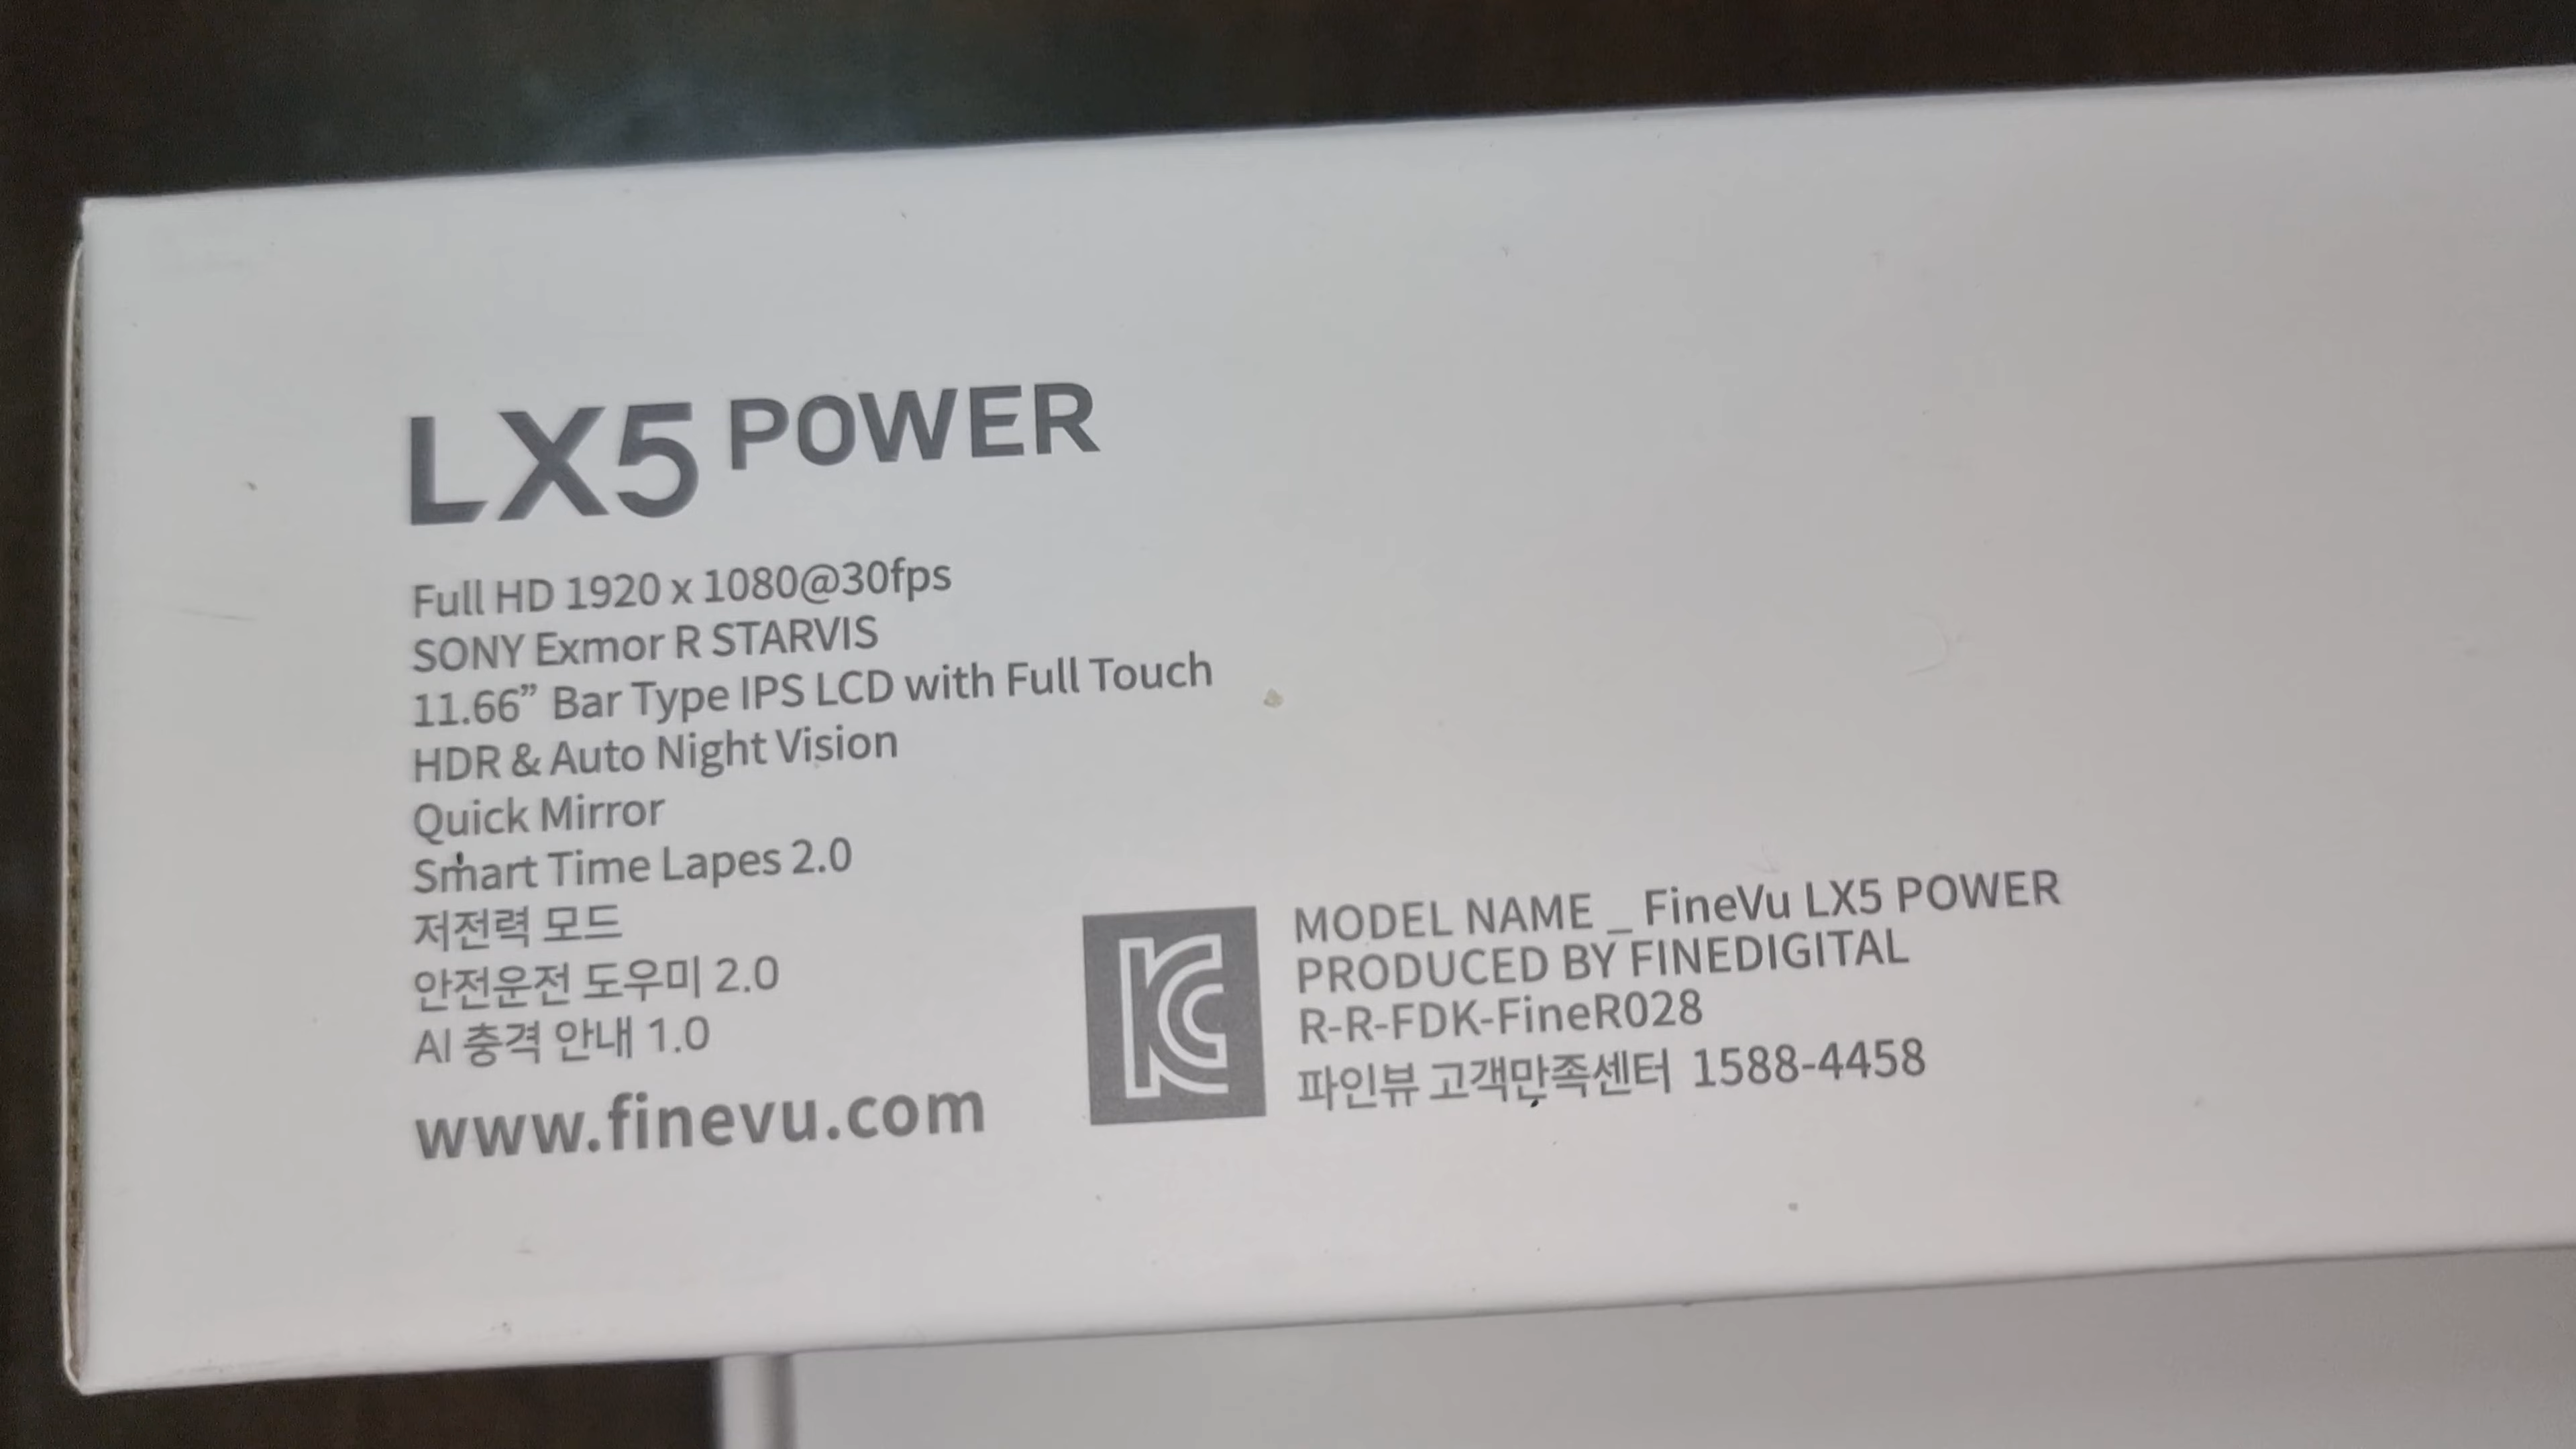 LX5 POWER
Full HD 1920 x 1080@30fps
SONY Exmor R STARVIS
11.66” Bar Type IPS LCD with Full Touch
HDR & Auto Night Vision
Quick Mirror
Smart Time Lapes 2.0
저전력 모드
안전운전 도우미 2.0
AI 충격 안내 1.0
www.finevu.com
MODEL NAME _ FineVu LX5 POWER
PRODUCED BY FINEDIGITAL
R-R-FDK-FineR028
파인뷰 고객만족센터 1588-4458